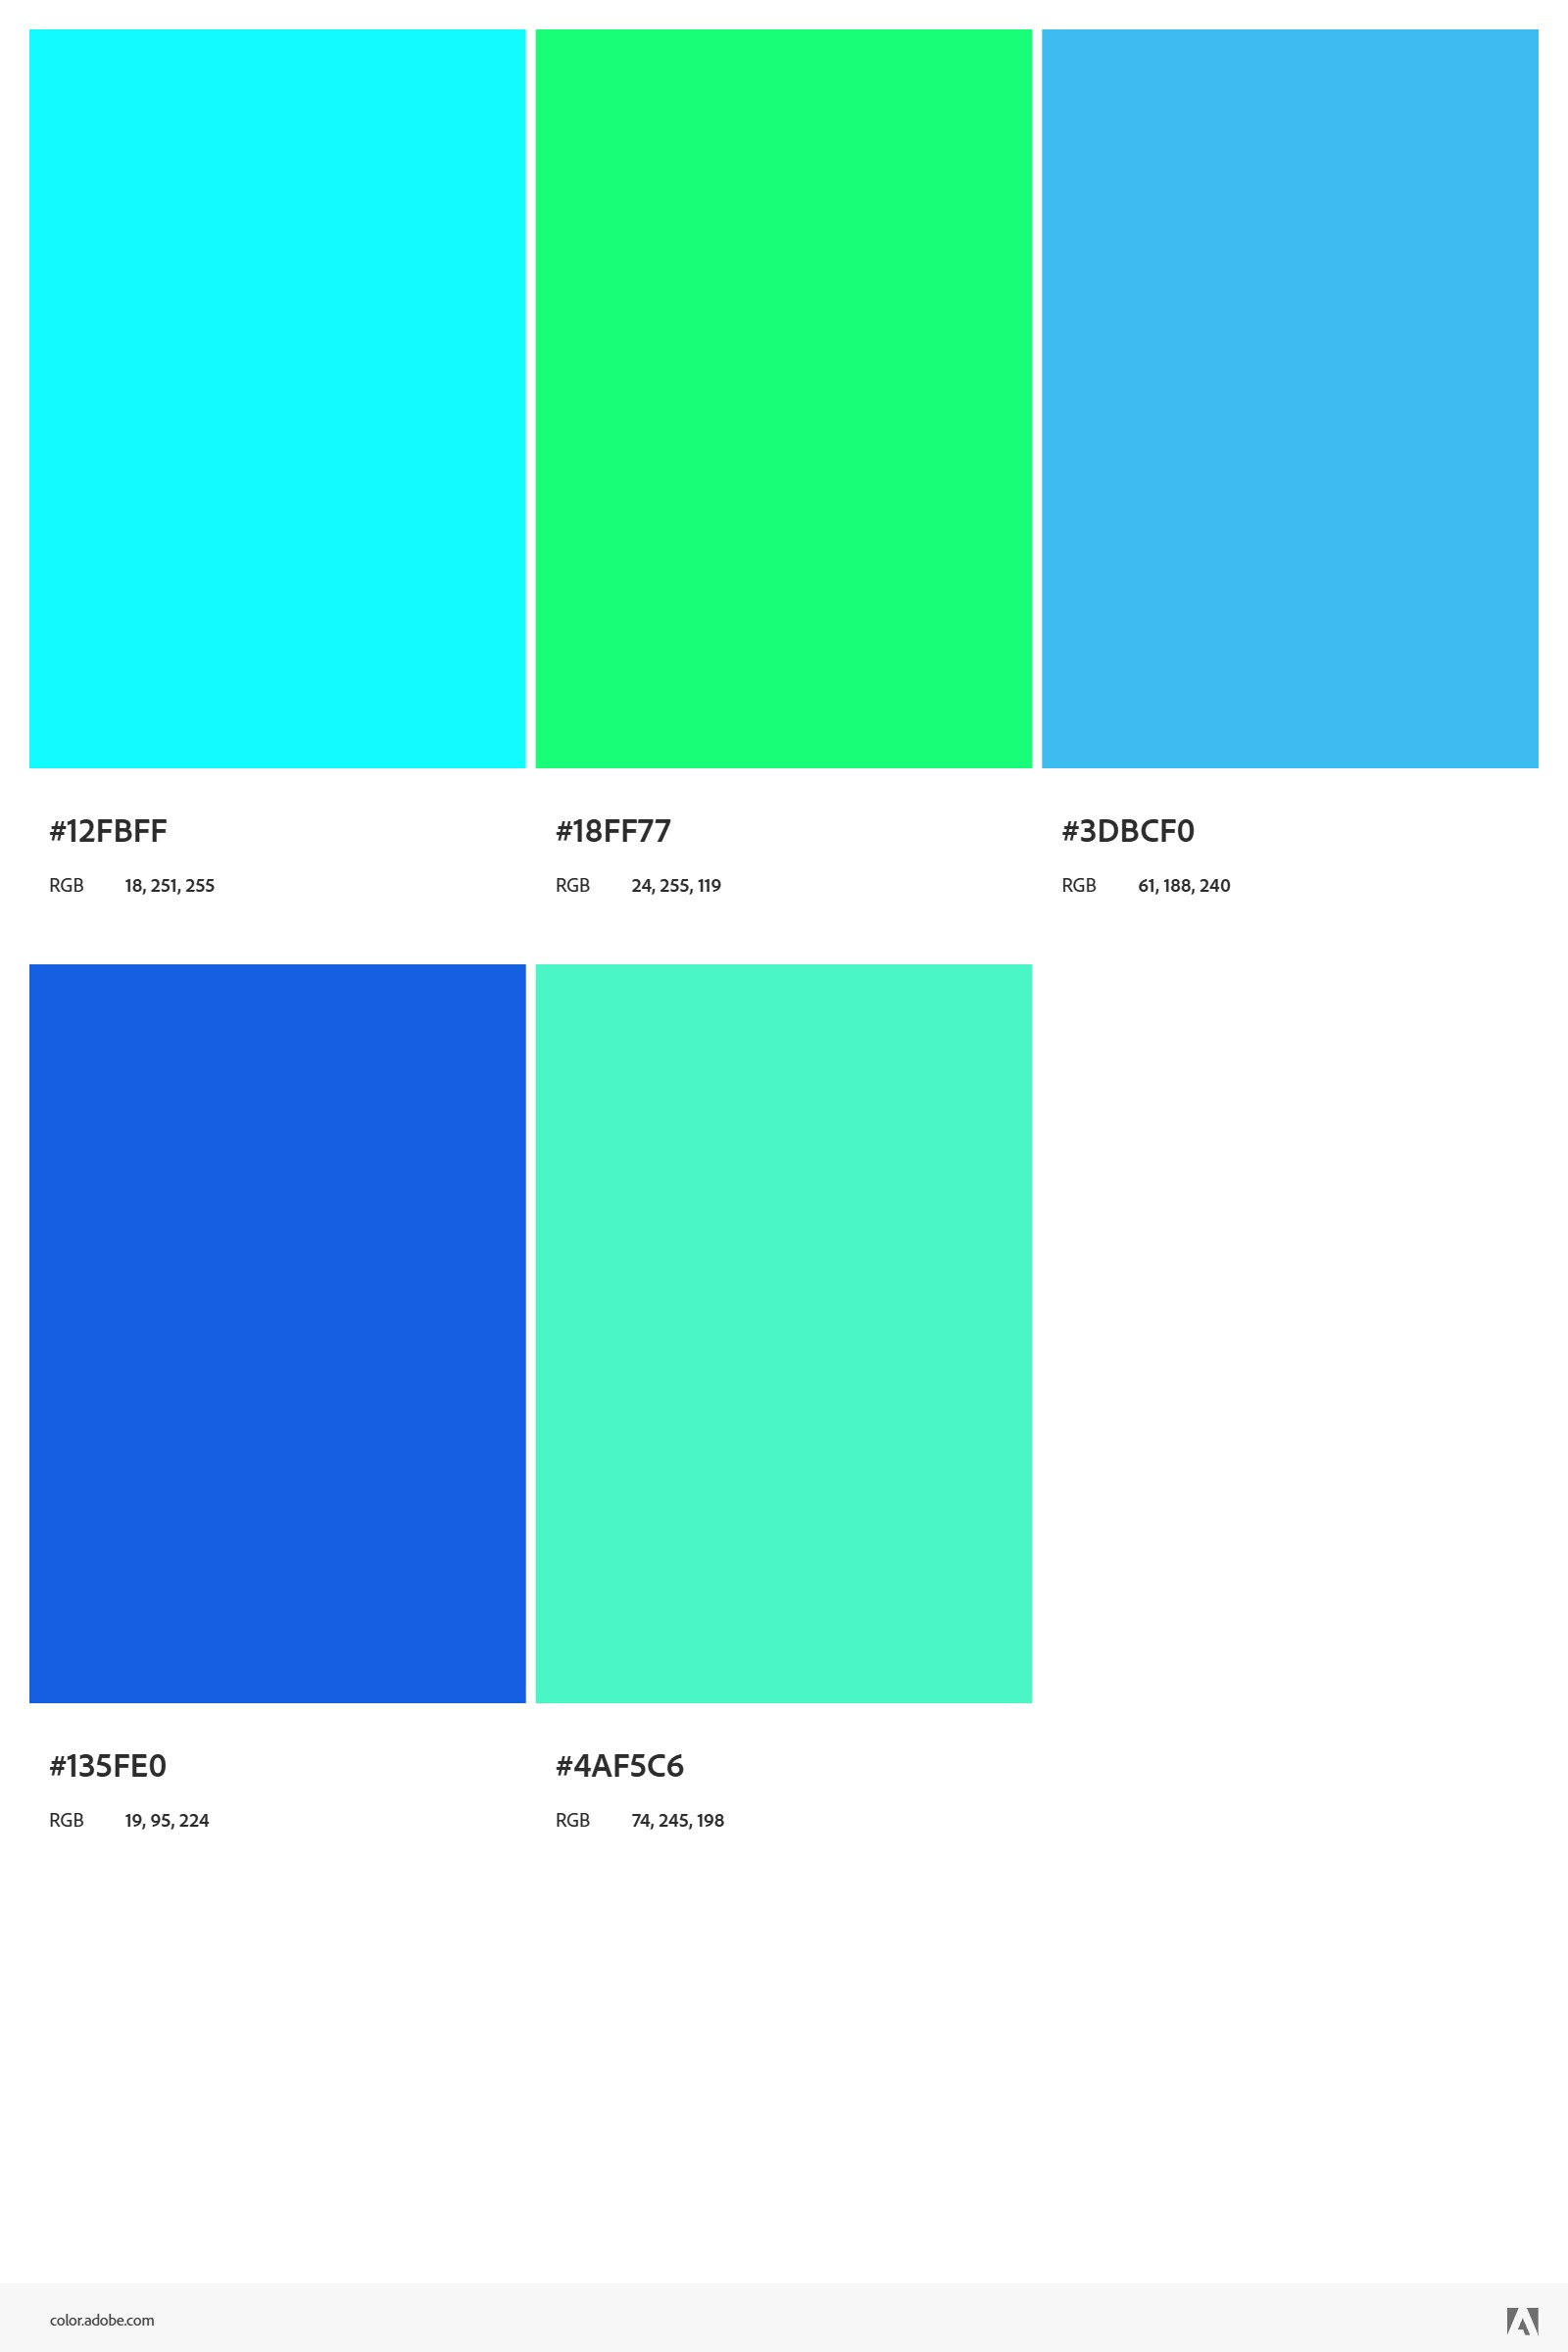 #12FBFF
RGB 18, 251, 255
#18FF77
RGB 24, 255, 119
#3DBCF0
RGB 61, 188, 240
#135FE0
RGB 19, 95, 224
#4AF5C6
RGB 74, 245, 198
color.adobe.com